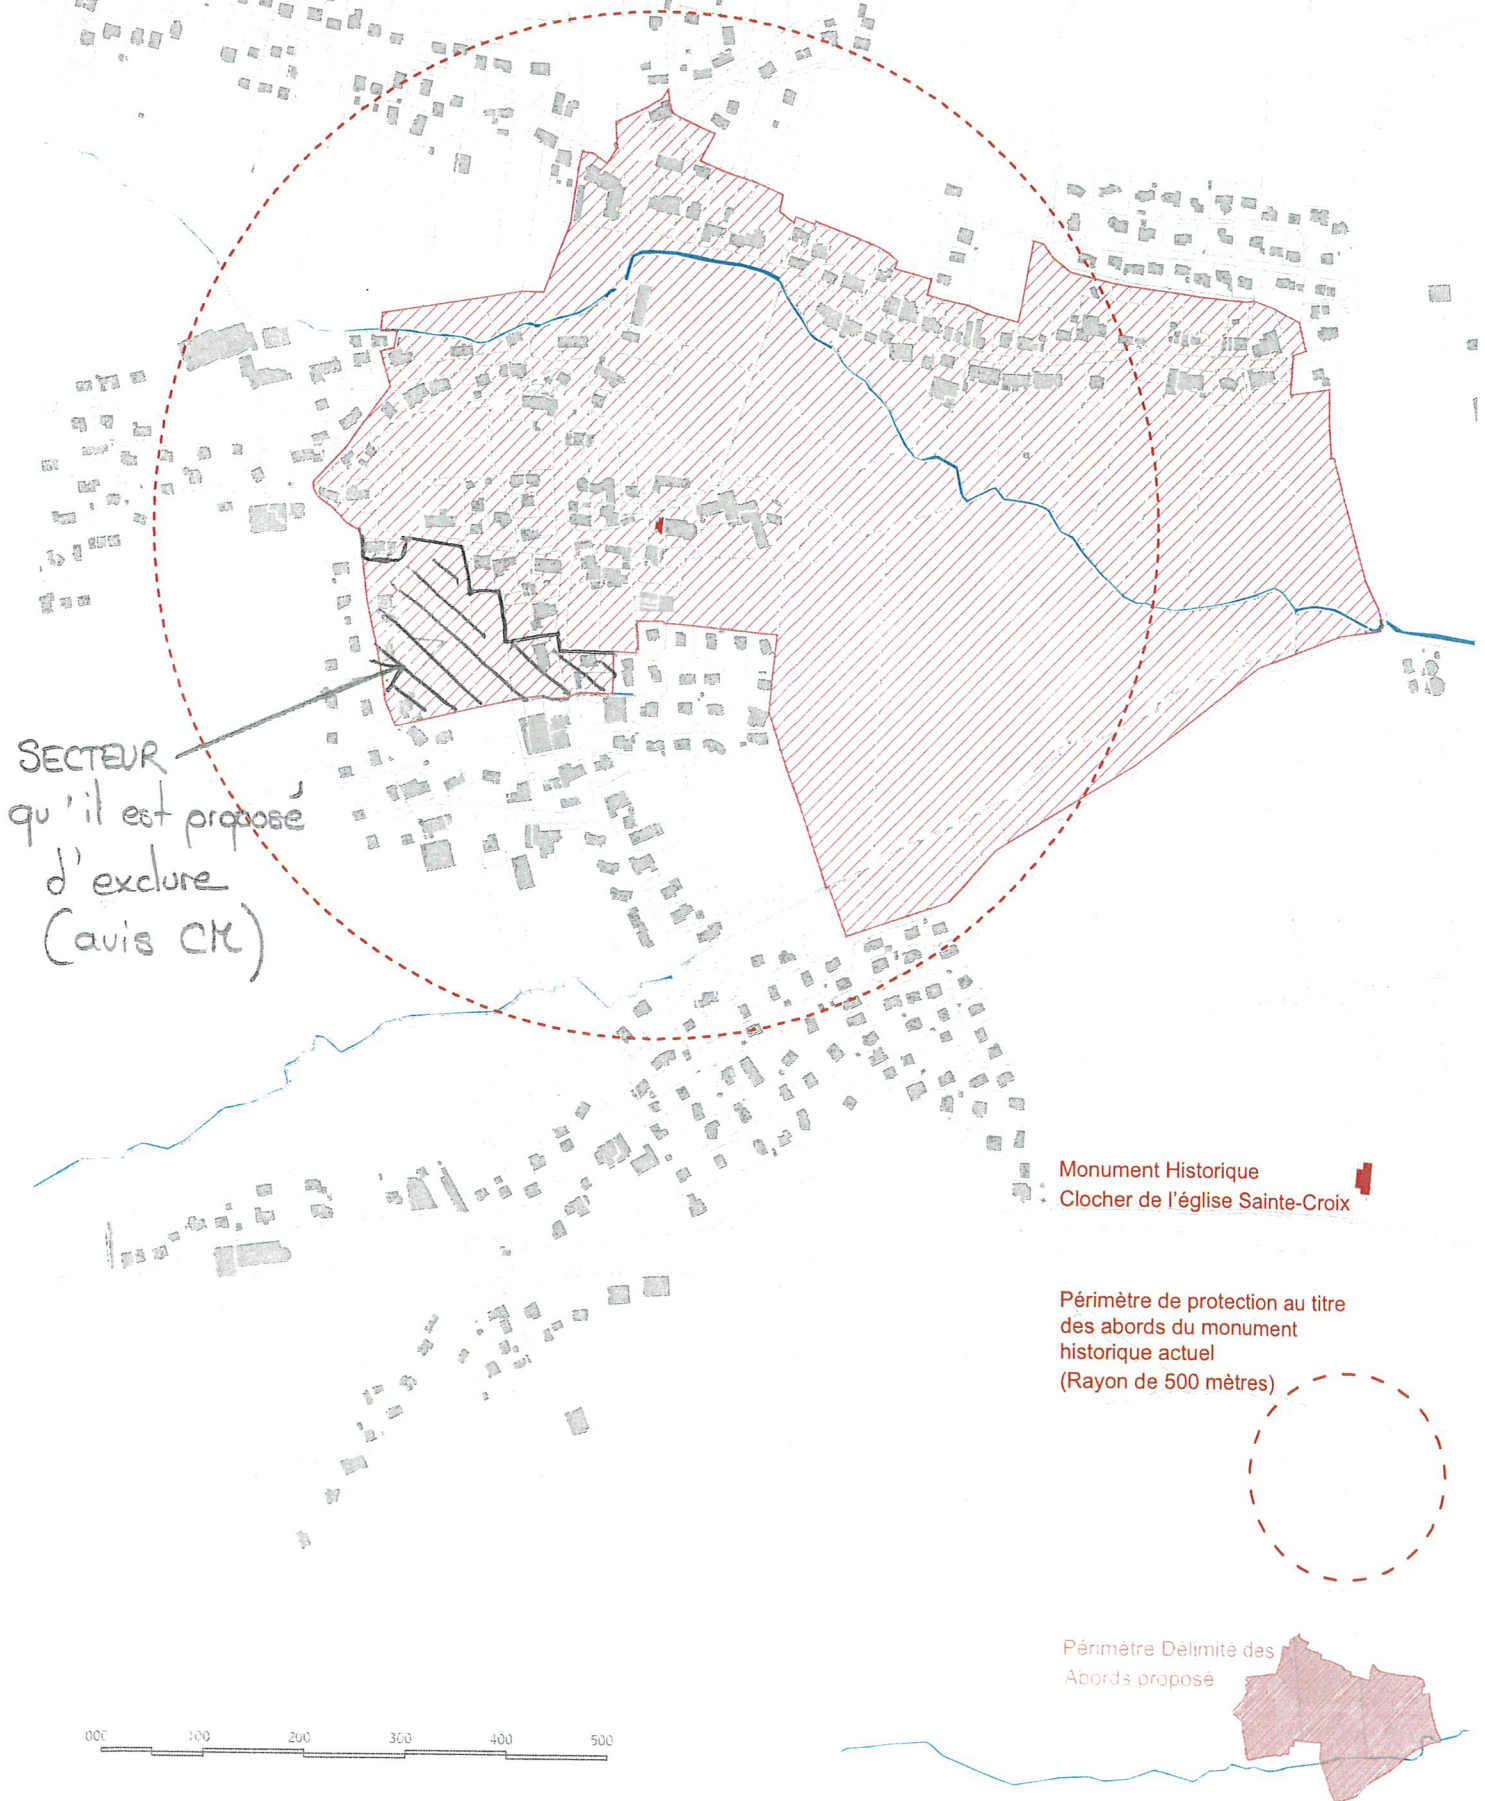 SECTEUR
qu'il est proposé
d'exclure
(avis CM)
Monument Historique
Clocher de l'église Sainte-Croix
Périmètre de protection au titre
des abords du monument
historique actuel
(Rayon de 500 mètres)
Périmètre Délimité des
Abords proposé
000 100 200 300 400 500